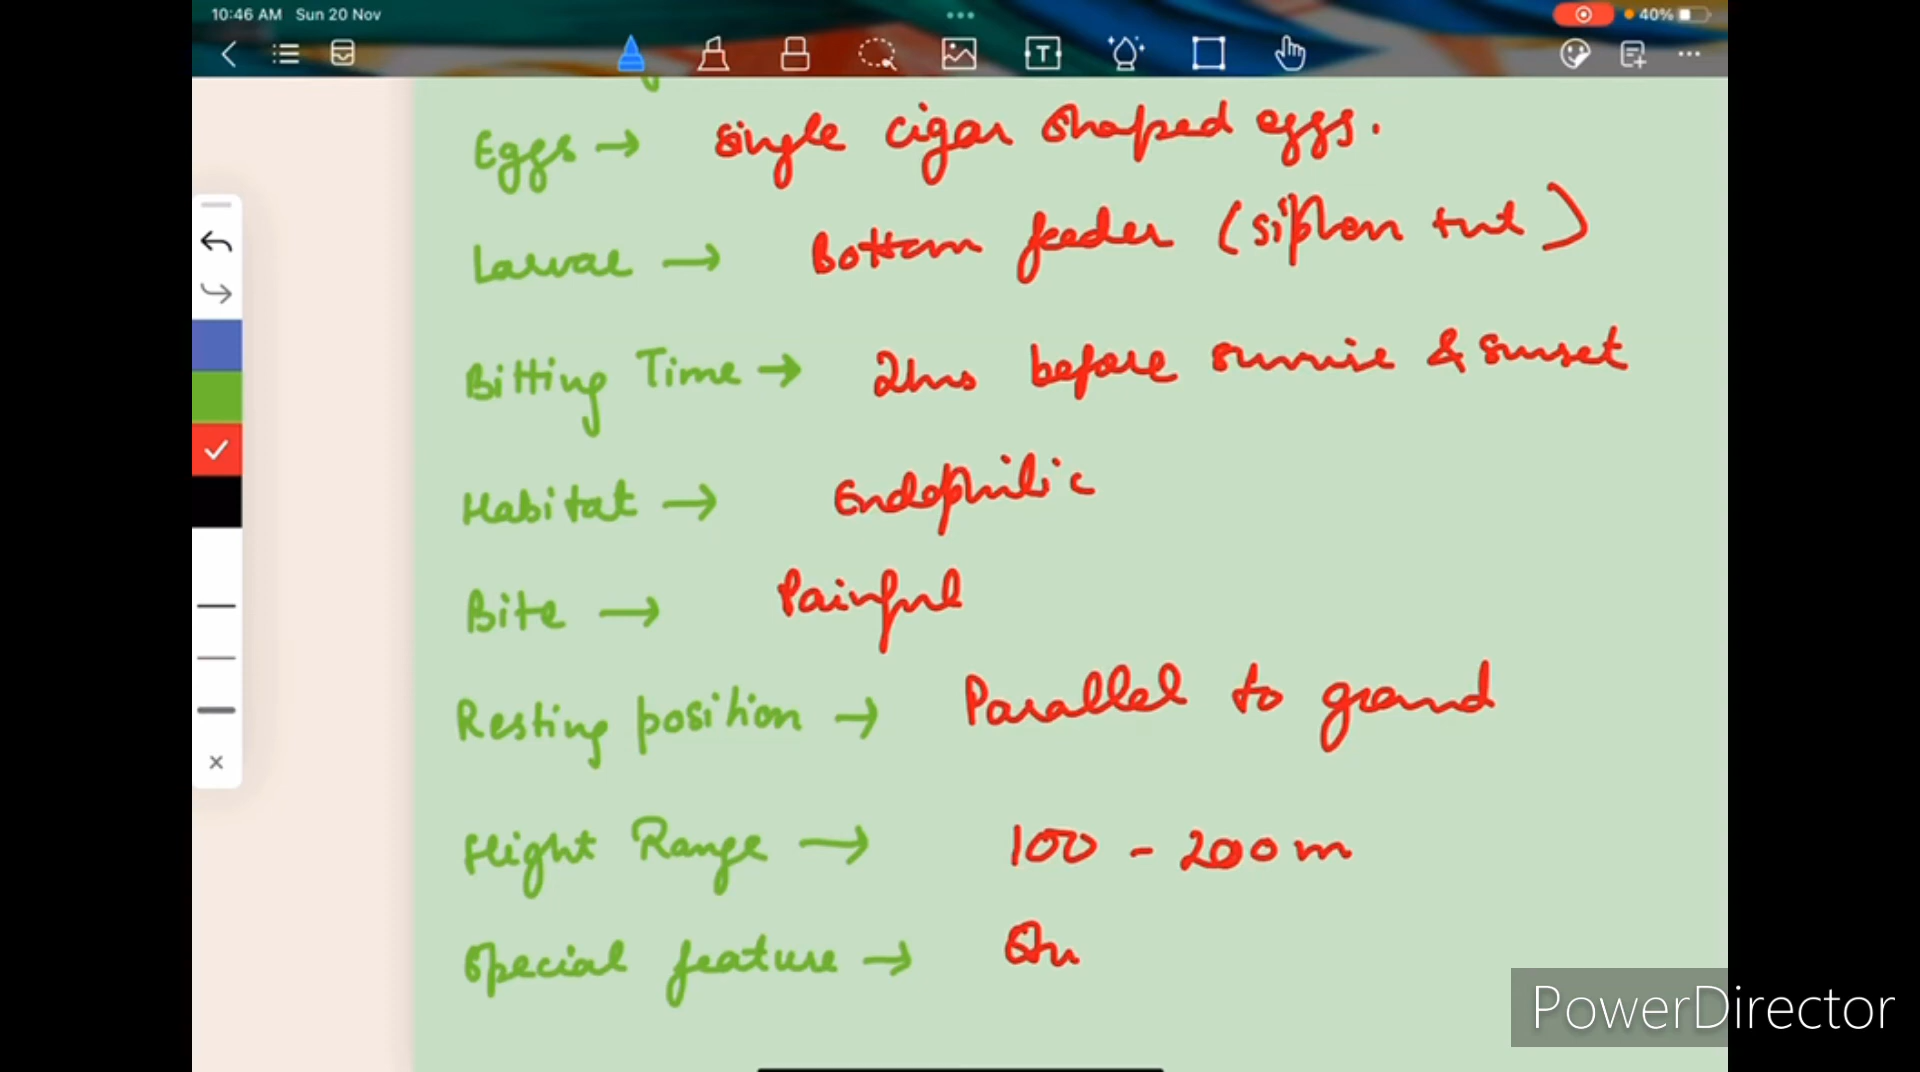 10:46 AM Sun 20 Nov
40%
Eggs → Single cigar shaped eggs.
Larvae → Bottom feeder (siphon tut)
Bitting Time → 2hrs before sunrise & sunset
Habitat → Endophilic
Bite → Painful
Resting position → Parallel to ground
Flight Range → 100 - 200 m
Special feature →
PowerDirector